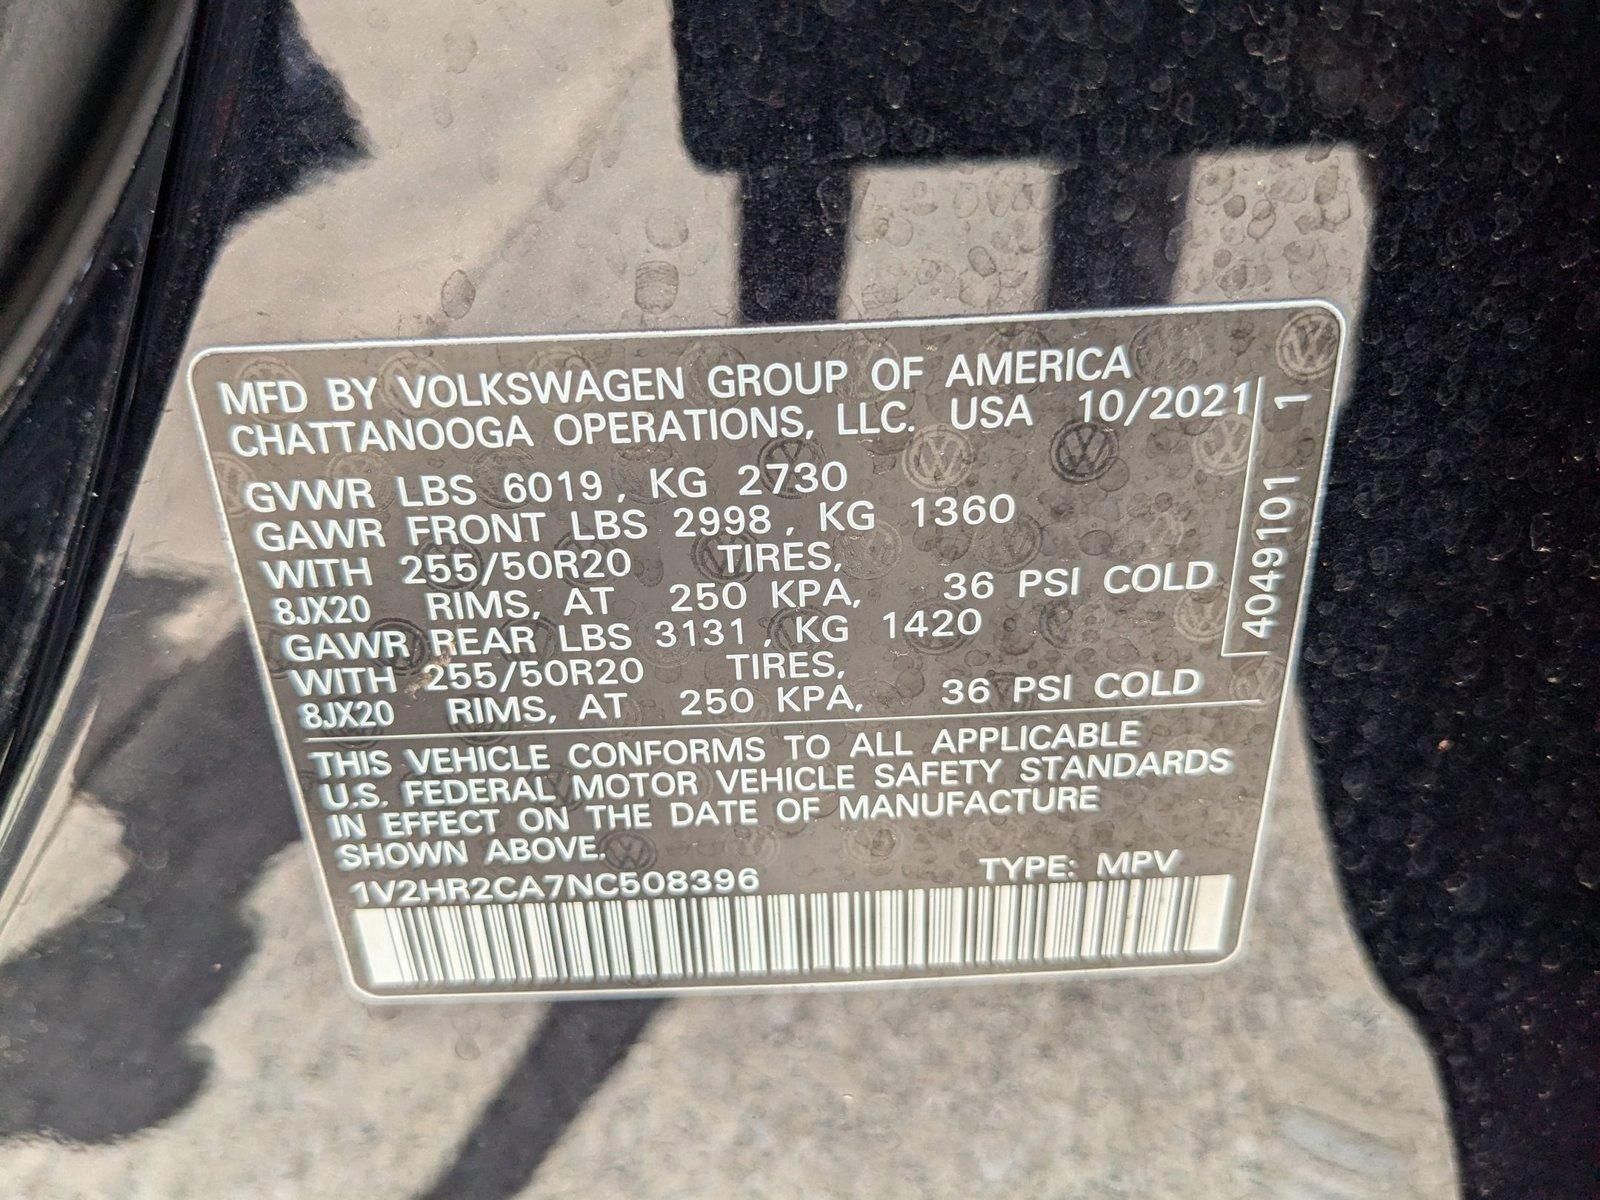 MFD BY VOLKSWAGEN GROUP OF AMERICA
CHATTANOOGA OPERATIONS, LLC. USA 10/2021
GVWR LBS 6019, KG 2730
GAWR FRONT LBS 2998, KG 1360
WITH 255/50R20 TIRES,
8JX20 RIMS, AT 250 KPA, 36 PSI COLD
GAWR REAR LBS 3131, KG 1420
WITH 255/50R20 TIRES,
8JX20 RIMS, AT 250 KPA, 36 PSI COLD
THIS VEHICLE CONFORMS TO ALL APPLICABLE
U.S. FEDERAL MOTOR VEHICLE SAFETY STANDARDS
IN EFFECT ON THE DATE OF MANUFACTURE
SHOWN ABOVE.
1V2HR2CA7NC508396 TYPE: MPV
4049101 1